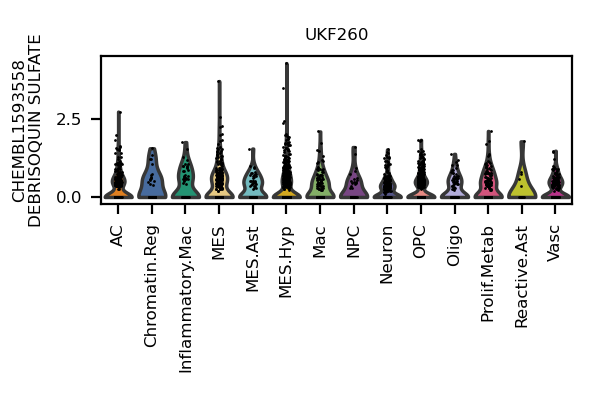 UKF260
CHEMBL1593558
DEBRISOQUIN SULFATE
2.5
0.0
AC
Chromatin.Reg
Inflammatory.Mac
MES
MES.Ast
MES.Hyp
Mac
NPC
Neuron
OPC
Oligo
Prolif.Metab
Reactive.Ast
Vasc